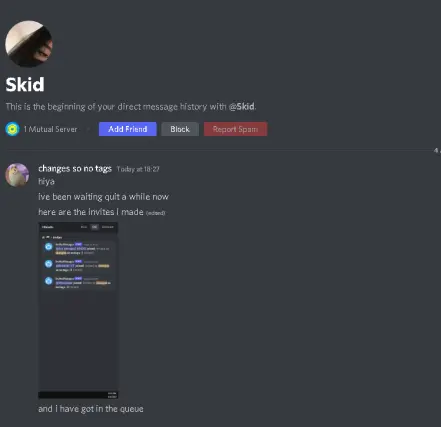 Skid
This is the beginning of your direct message history with @Skid.
1 Mutual Server
Add Friend
Block
Report Spam
changes so no tags Today at 18:27
hiya
ive been waiting quit a while now
here are the invites i made (edited)
and i have got in the queue